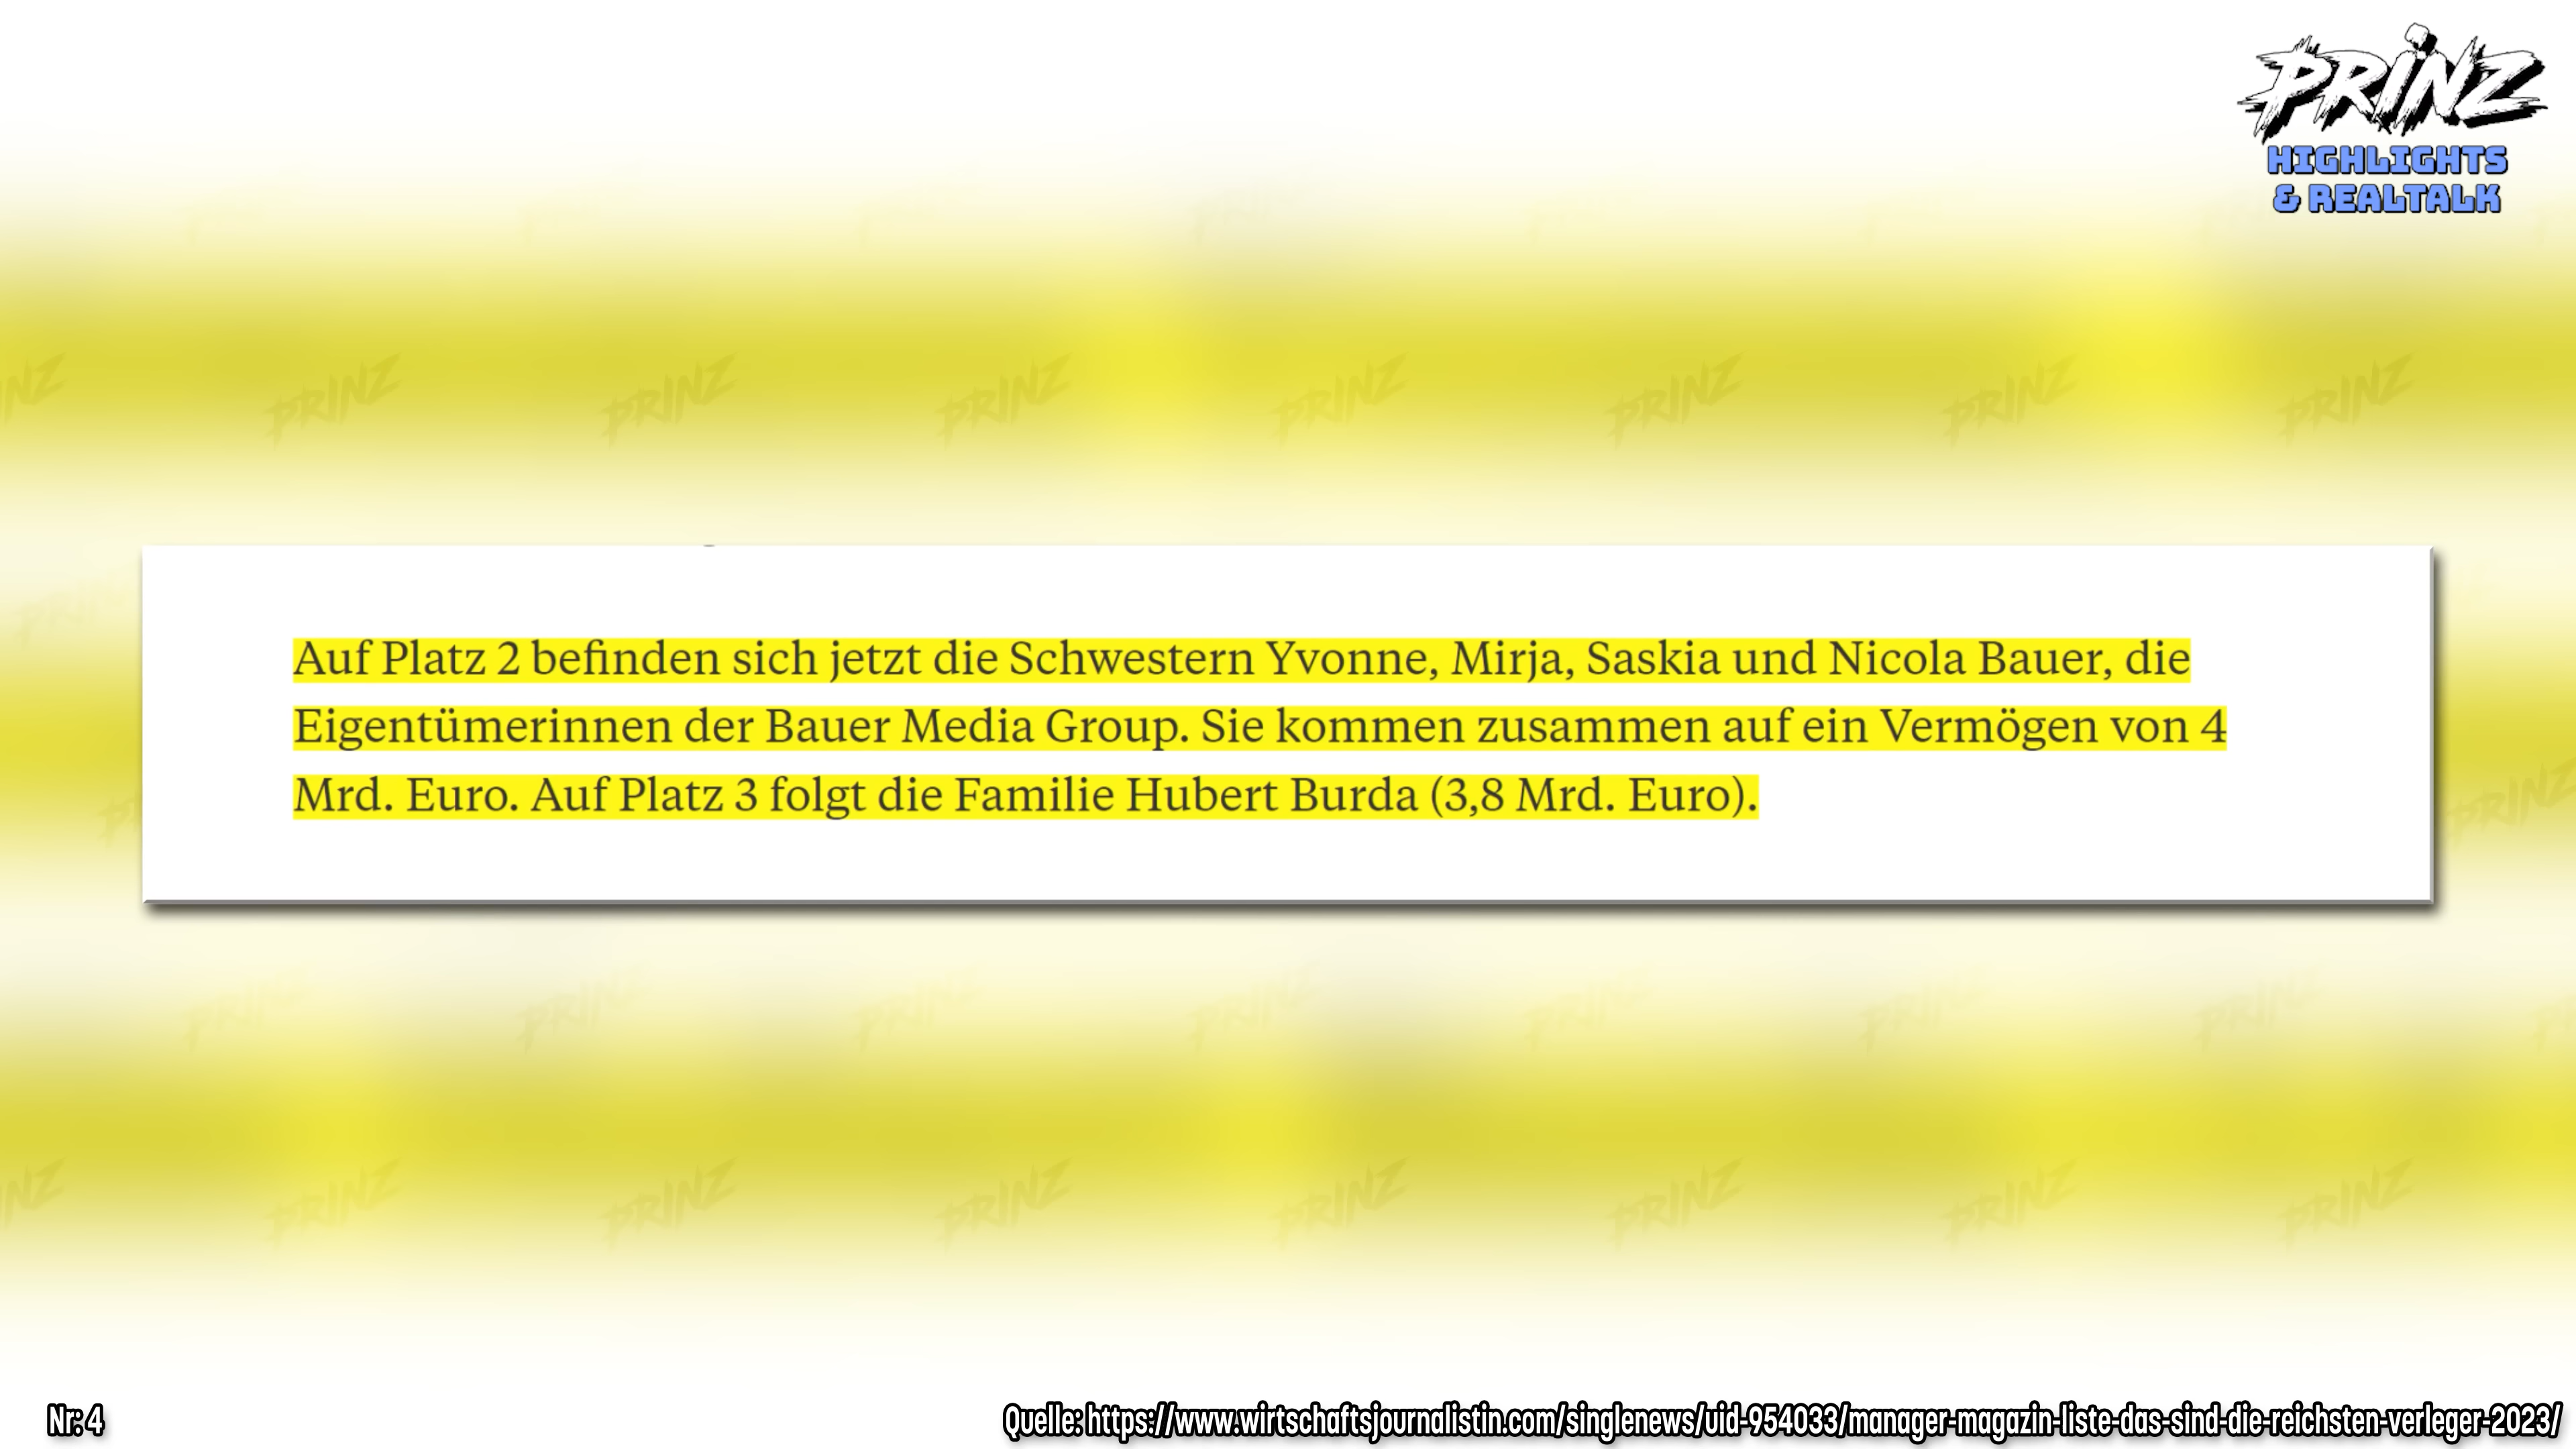 PRINZ
HIGHLIGHTS
& REALTALK
Auf Platz 2 befinden sich jetzt die Schwestern Yvonne, Mirja, Saskia und Nicola Bauer, die
Eigentümerinnen der Bauer Media Group. Sie kommen zusammen auf ein Vermögen von 4
Mrd. Euro. Auf Platz 3 folgt die Familie Hubert Burda (3,8 Mrd. Euro).
Nr: 4
Quelle: https://www.wirtschaftsjournalistin.com/singlenews/uid-954033/manager-magazin-liste-das-sind-die-reichsten-verleger-2023/